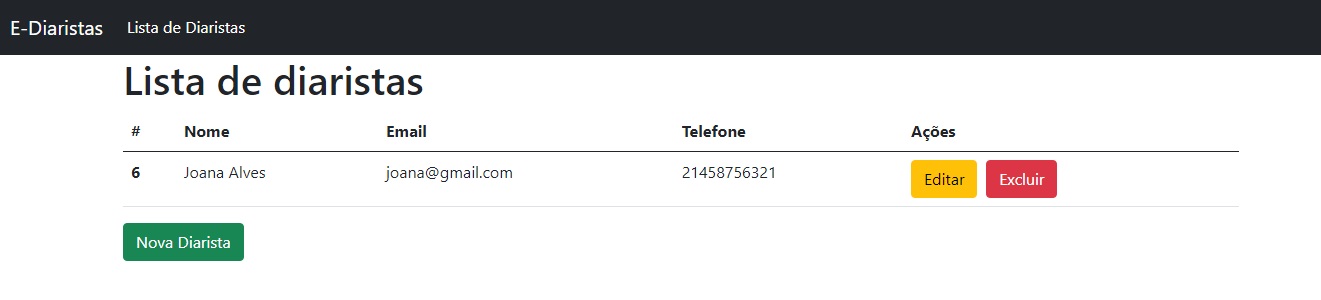 E-Diaristas Lista de Diaristas
Lista de diaristas
# Nome Email Telefone Ações
6 Joana Alves joana@gmail.com 21458756321 Editar Excluir
Nova Diarista